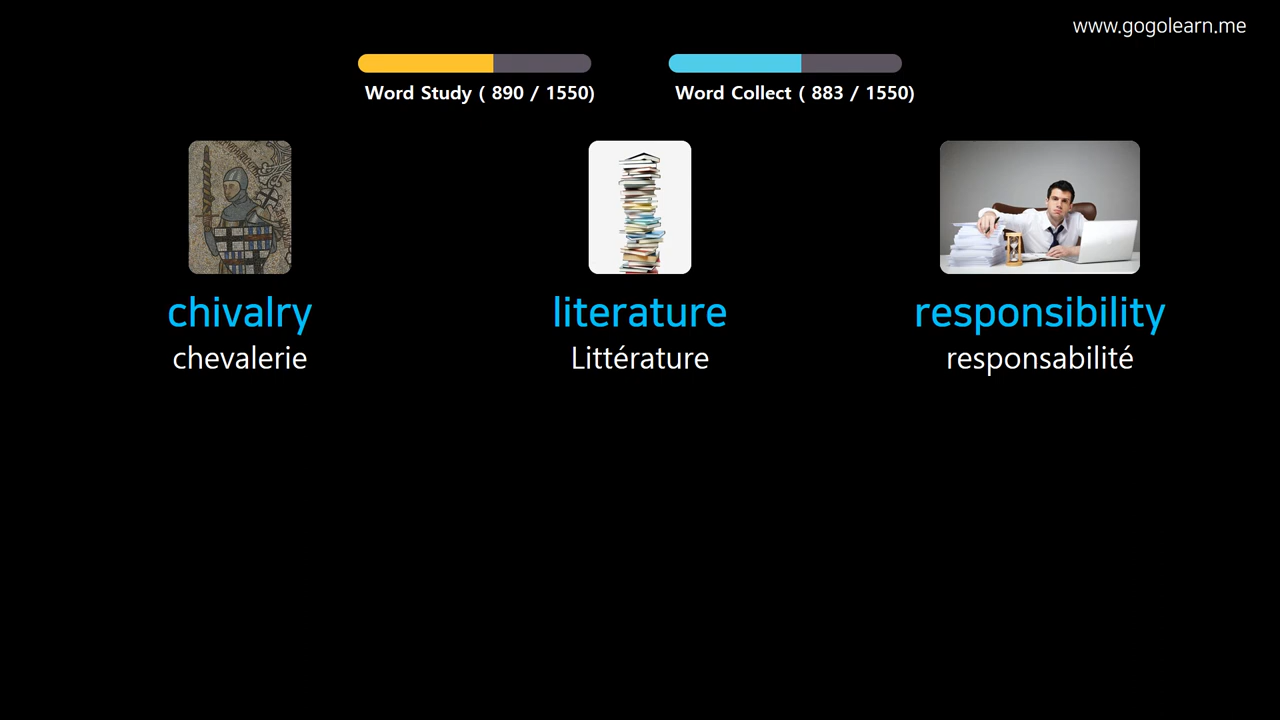 www.gogolearn.me
Word Study ( 890 / 1550)
Word Collect ( 883 / 1550)
chivalry
chevalerie
literature
Littérature
responsibility
responsabilité